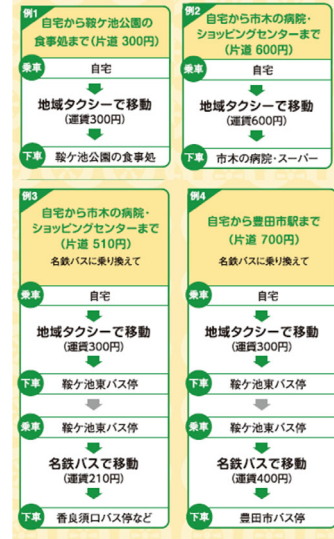 例1
自宅から鞍ケ池公園の
食事処まで(片道 300円)
乗車 自宅
地域タクシーで移動
(運賃300円)
下車 鞍ケ池公園の食事処
例2
自宅から市木の病院・
ショッピングセンターまで
(片道 600円)
乗車 自宅
地域タクシーで移動
(運賃600円)
下車 市木の病院・スーパー
例3
自宅から市木の病院・
ショッピングセンターまで
(片道 510円)
名鉄バスに乗り換えて
乗車 自宅
地域タクシーで移動
(運賃300円)
下車 鞍ケ池東バス停
乗車 鞍ケ池東バス停
名鉄バスで移動
(運賃210円)
下車 香良須口バス停など
例4
自宅から豊田市駅まで
(片道 700円)
名鉄バスに乗り換えて
乗車 自宅
地域タクシーで移動
(運賃300円)
下車 鞍ケ池東バス停
乗車 鞍ケ池東バス停
名鉄バスで移動
(運賃400円)
下車 豊田市バス停